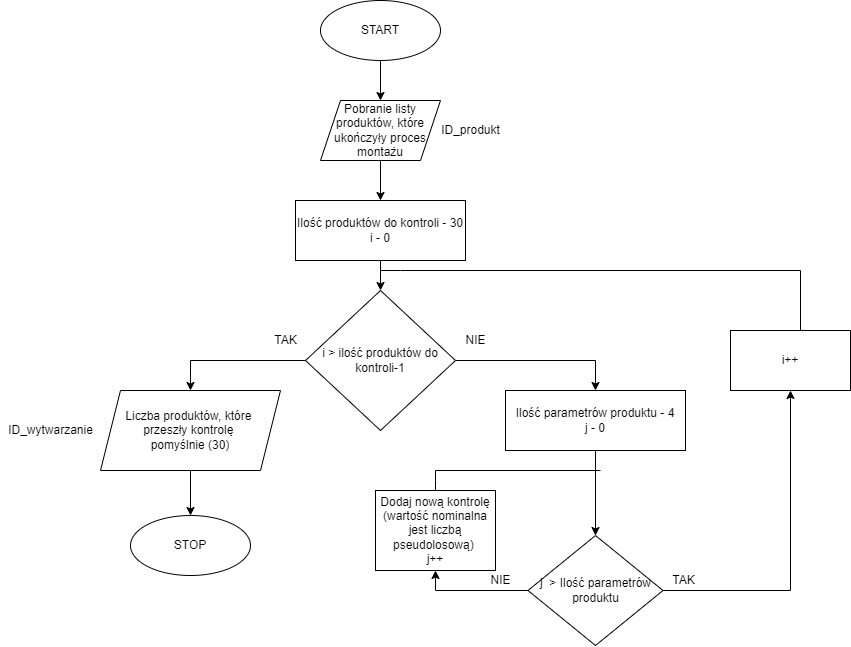 START
Pobranie listy
produktów, które
ukończyły proces
montażu
ID_produkt
Ilość produktów do kontroli - 30
i - 0
TAK
NIE
i > ilość produktów do
kontroli-1
i++
Liczba produktów, które
przeszły kontrolę
pomyślnie (30)
ID_wytwarzanie
Ilość parametrów produktu - 4
j - 0
Dodaj nową kontrolę
(wartość nominalna
jest liczbą
pseudolosową)
j++
STOP
NIE
j > Ilość parametrów
produktu
TAK